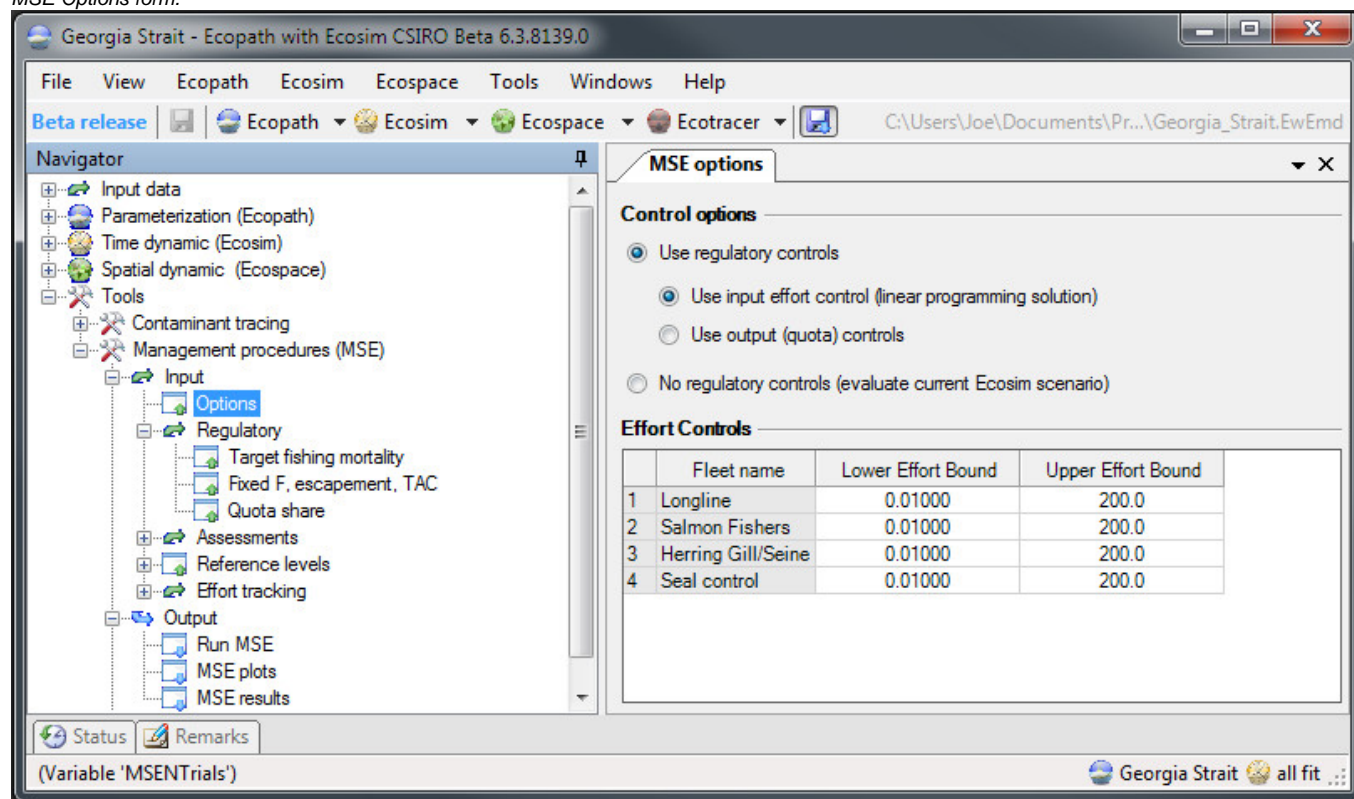 MSE Options form.
Georgia Strait - Ecopath with Ecosim CSIRO Beta 6.3.8139.0
File View Ecopath Ecosim Ecospace Tools Windows Help
Beta release Ecopath Ecosim Ecospace Ecotracer C:\Users\Joe\Documents\Pr...\Georgia_Strait.EwEmd
Navigator
Input data
Parameterization (Ecopath)
Time dynamic (Ecosim)
Spatial dynamic (Ecospace)
Tools
Contaminant tracing
Management procedures (MSE)
Input
Options
Regulatory
Target fishing mortality
Fixed F, escapement, TAC
Quota share
Assessments
Reference levels
Effort tracking
Output
Run MSE
MSE plots
MSE results
MSE options
Control options
Use regulatory controls
Use input effort control (linear programming solution)
Use output (quota) controls
No regulatory controls (evaluate current Ecosim scenario)
Effort Controls
Fleet name Lower Effort Bound Upper Effort Bound
1 Longline 0.01000 200.0
2 Salmon Fishers 0.01000 200.0
3 Herring Gill/Seine 0.01000 200.0
4 Seal control 0.01000 200.0
Status Remarks
(Variable 'MSENTrials') Georgia Strait all fit